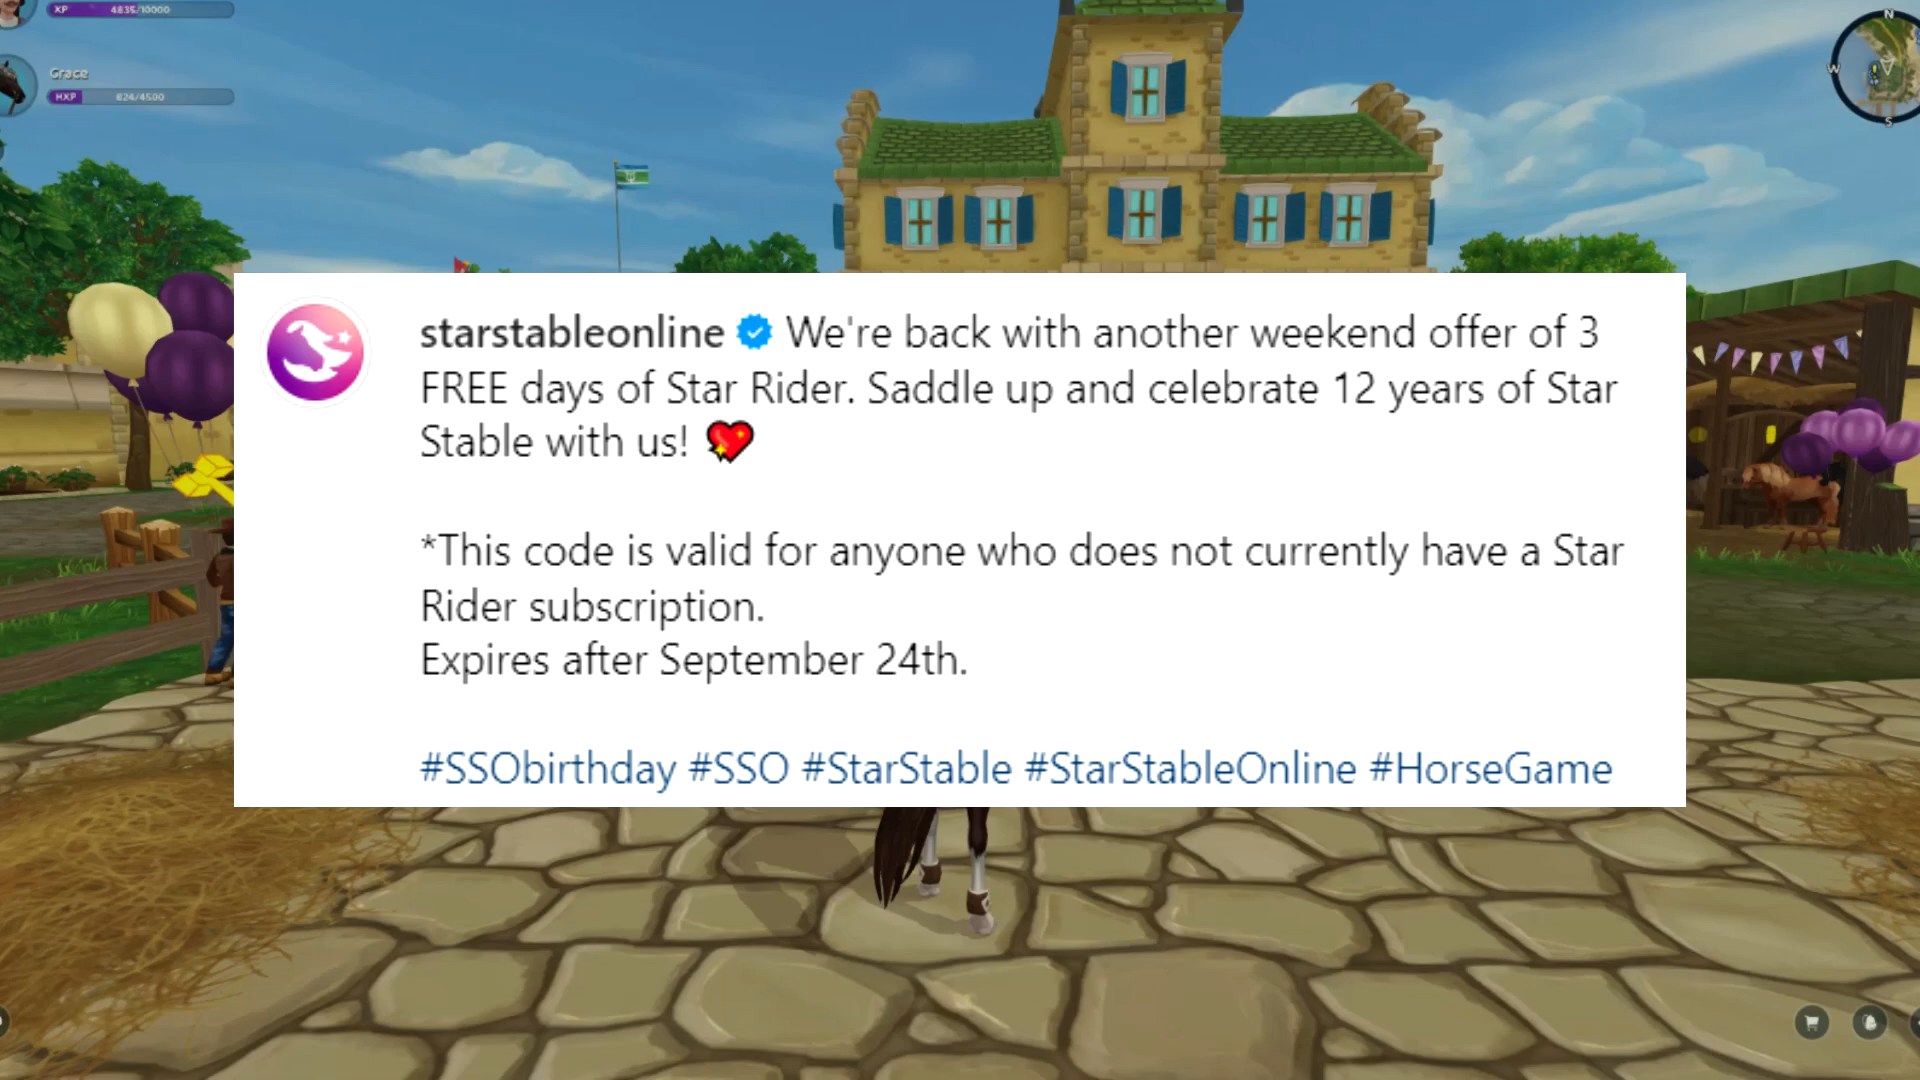 XP 4835/10000
Grace
HXP 824/4500
N
W
S
starstableonline We're back with another weekend offer of 3
FREE days of Star Rider. Saddle up and celebrate 12 years of Star
Stable with us! 💖
*This code is valid for anyone who does not currently have a Star
Rider subscription.
Expires after September 24th.
#SSObirthday #SSO #StarStable #StarStableOnline #HorseGame